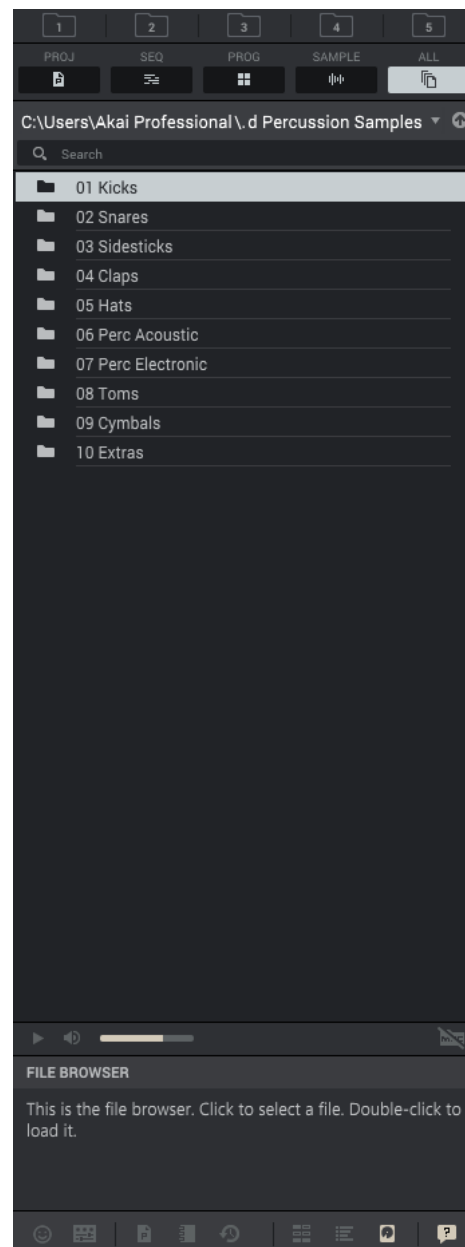 1 2 3 4 5
PROJ SEQ PROG SAMPLE ALL
C:\Users\Akai Professional\.d Percussion Samples
Search
01 Kicks
02 Snares
03 Sidesticks
04 Claps
05 Hats
06 Perc Acoustic
07 Perc Electronic
08 Toms
09 Cymbals
10 Extras
FILE BROWSER
This is the file browser. Click to select a file. Double-click to
load it.